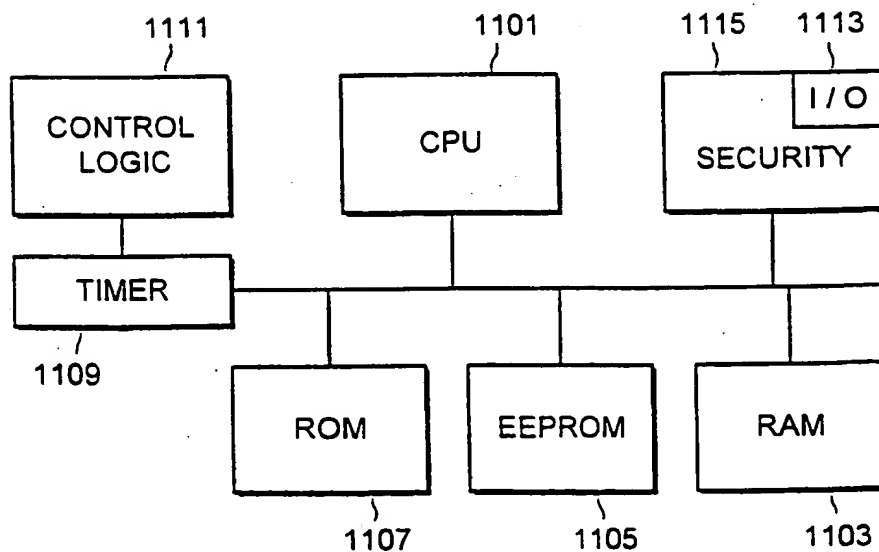 1111
1101
1115
1113
CONTROL
LOGIC
CPU
I / O
SECURITY
TIMER
1109
ROM
EEPROM
RAM
1107
1105
1103